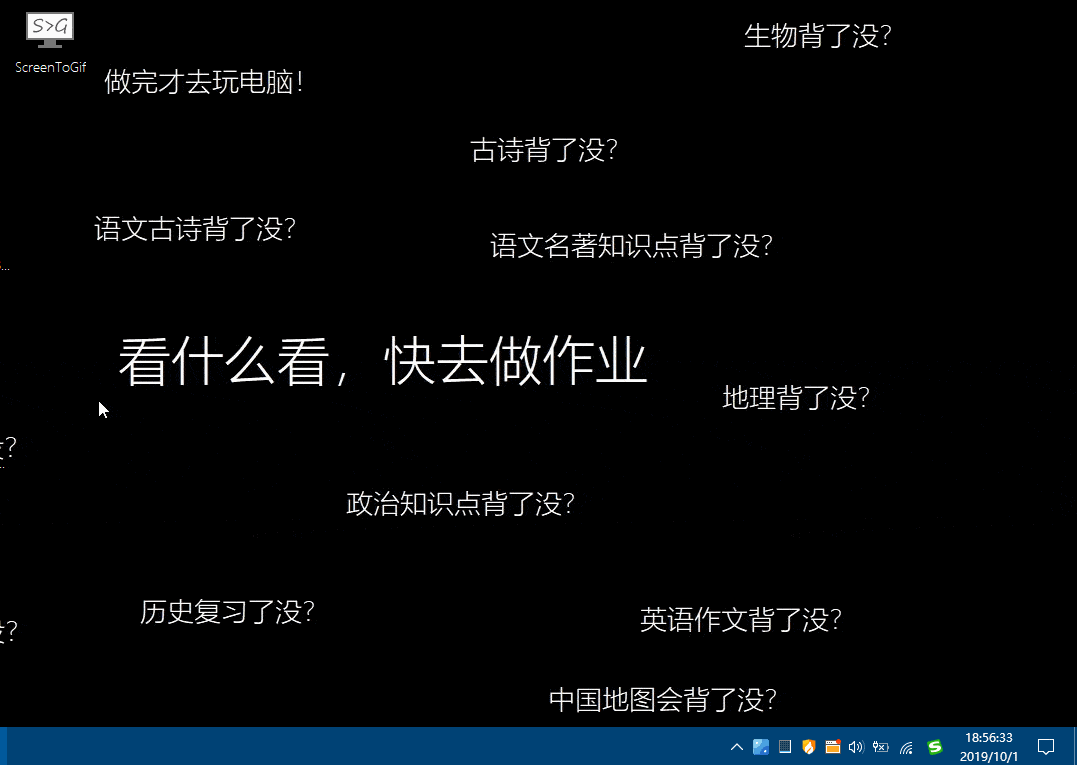 生物背了没?
S>G
ScreenToGif
做完才去玩电脑!
古诗背了没?
语文古诗背了没?
语文名著知识点背了没?
看什么看，快去做作业
地理背了没?
政治知识点背了没?
历史复习了没?
英语作文背了没?
中国地图会背了没?
18:56:33
2019/10/1